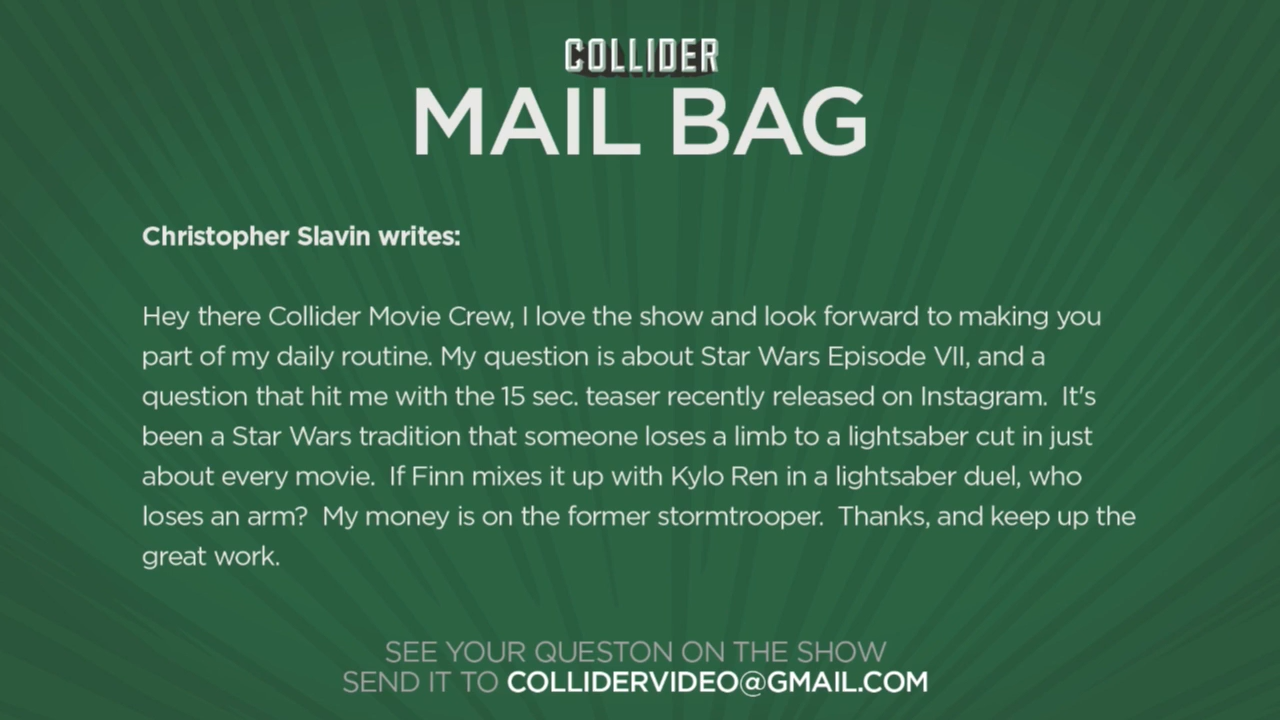 COLLIDER
MAIL BAG
Christopher Slavin writes:
Hey there Collider Movie Crew, I love the show and look forward to making you
part of my daily routine. My question is about Star Wars Episode VII, and a
question that hit me with the 15 sec. teaser recently released on Instagram.  It's
been a Star Wars tradition that someone loses a limb to a lightsaber cut in just
about every movie.  If Finn mixes it up with Kylo Ren in a lightsaber duel, who
loses an arm?  My money is on the former stormtrooper.  Thanks, and keep up the
great work.
SEE YOUR QUESTON ON THE SHOW
SEND IT TO COLLIDERVIDEO@GMAIL.COM